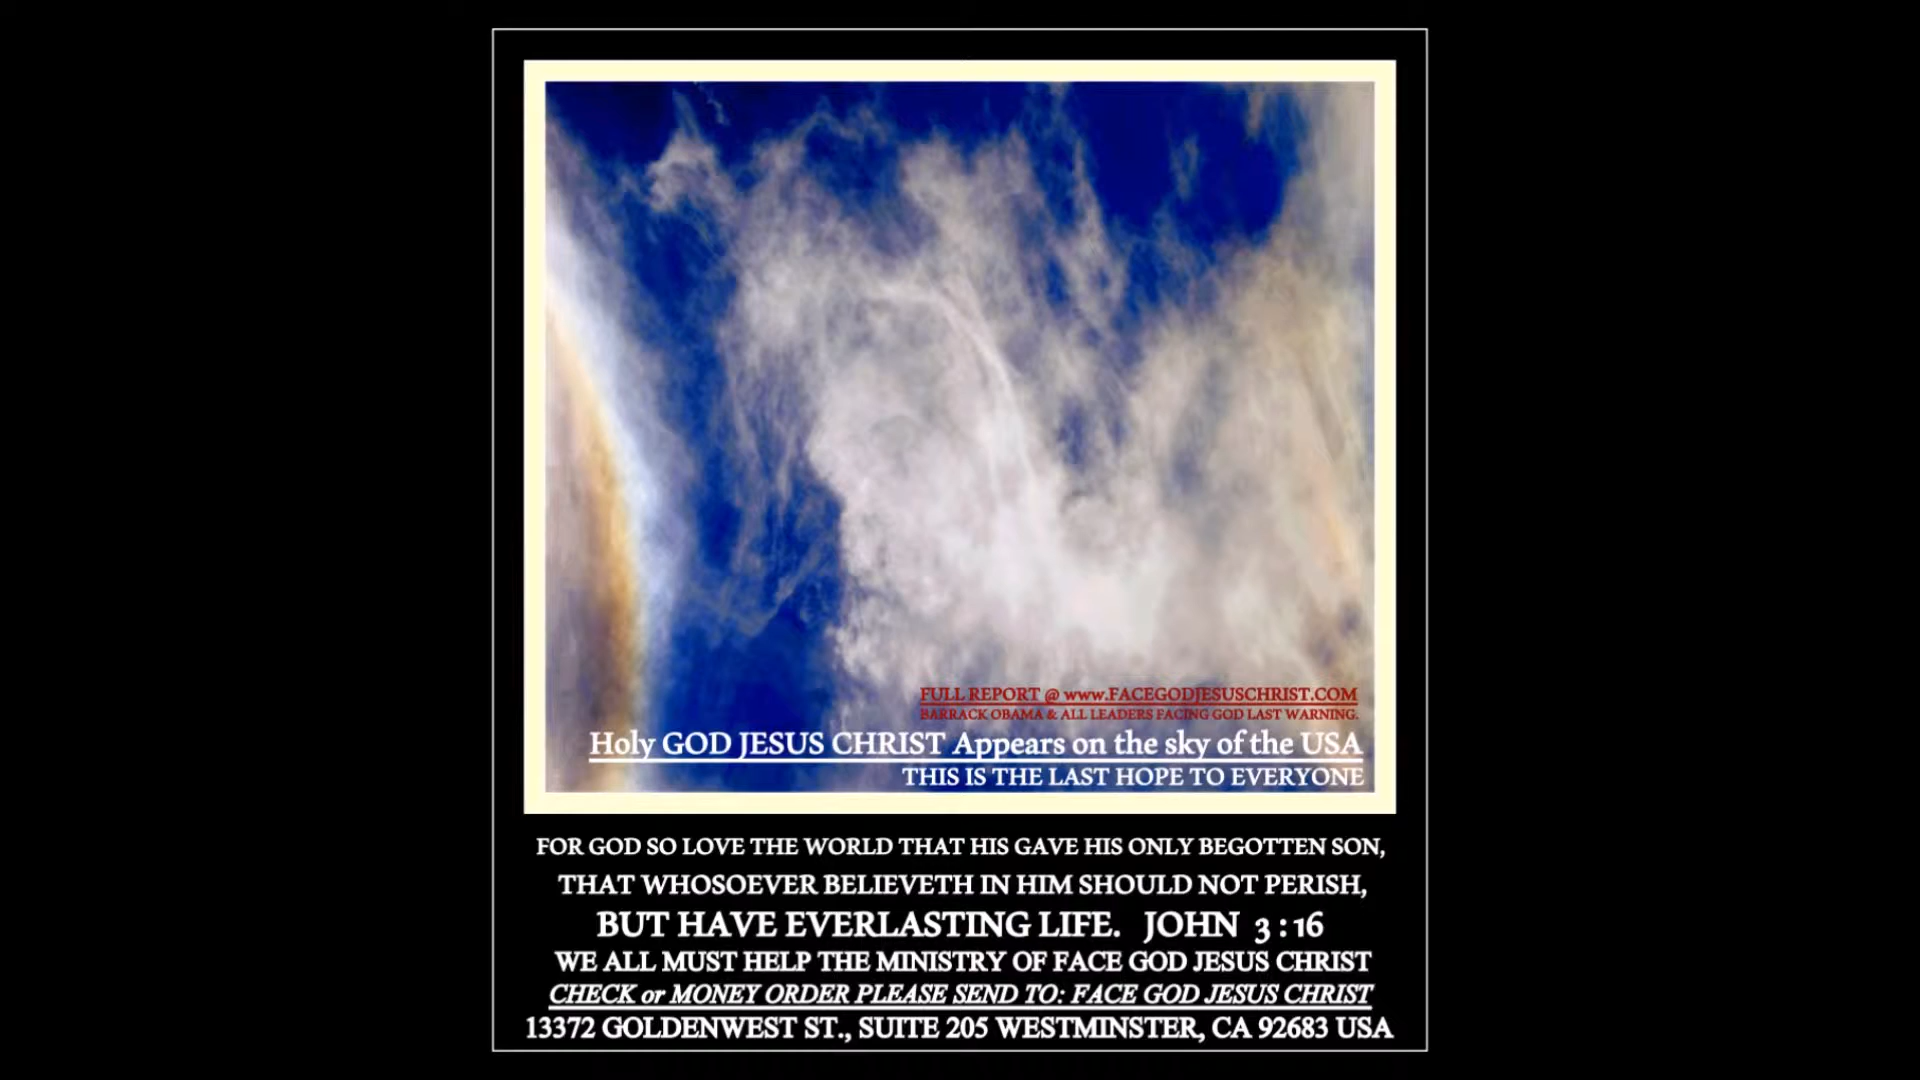 FULL REPORT @ www.FACEGODJESUSCHRIST.COM
BARRACK OBAMA & ALL LEADERS FACING GOD LAST WARNING.
Holy GOD JESUS CHRIST Appears on the sky of the USA
THIS IS THE LAST HOPE TO EVERYONE
FOR GOD SO LOVE THE WORLD THAT HIS GAVE HIS ONLY BEGOTTEN SON,
THAT WHOSOEVER BELIEVETH IN HIM SHOULD NOT PERISH,
BUT HAVE EVERLASTING LIFE. JOHN 3 : 16
WE ALL MUST HELP THE MINISTRY OF FACE GOD JESUS CHRIST
CHECK or MONEY ORDER PLEASE SEND TO: FACE GOD JESUS CHRIST
13372 GOLDENWEST ST., SUITE 205 WESTMINSTER, CA 92683 USA